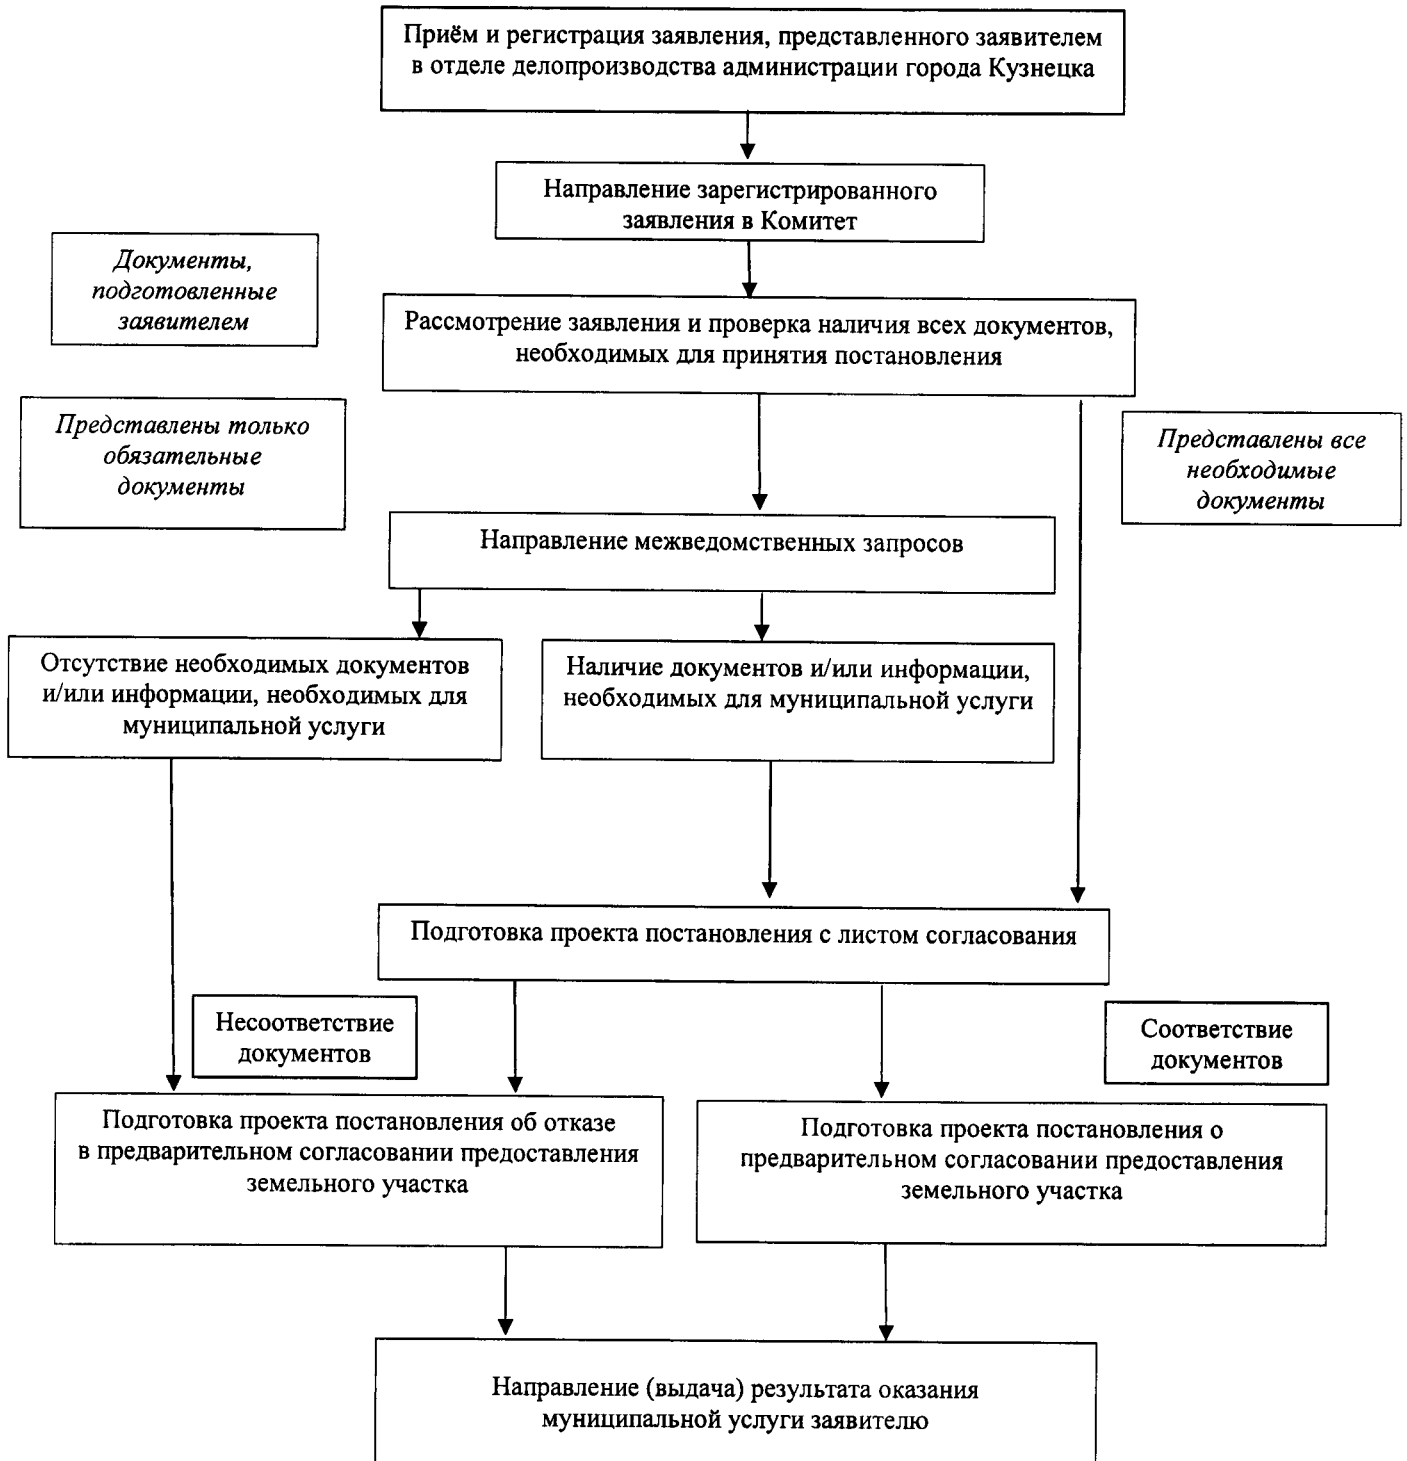 Приём и регистрация заявления, представленного заявителем
в отделе делопроизводства администрации города Кузнецка
Направление зарегистрированного
заявления в Комитет
Документы,
подготовленные
заявителем
Рассмотрение заявления и проверка наличия всех документов,
необходимых для принятия постановления
Представлены только
обязательные
документы
Представлены все
необходимые
документы
Направление межведомственных запросов
Отсутствие необходимых документов
и/или информации, необходимых для
муниципальной услуги
Наличие документов и/или информации,
необходимых для муниципальной услуги
Подготовка проекта постановления с листом согласования
Несоответствие
документов
Соответствие
документов
Подготовка проекта постановления об отказе
в предварительном согласовании предоставления
земельного участка
Подготовка проекта постановления о
предварительном согласовании предоставления
земельного участка
Направление (выдача) результата оказания
муниципальной услуги заявителю